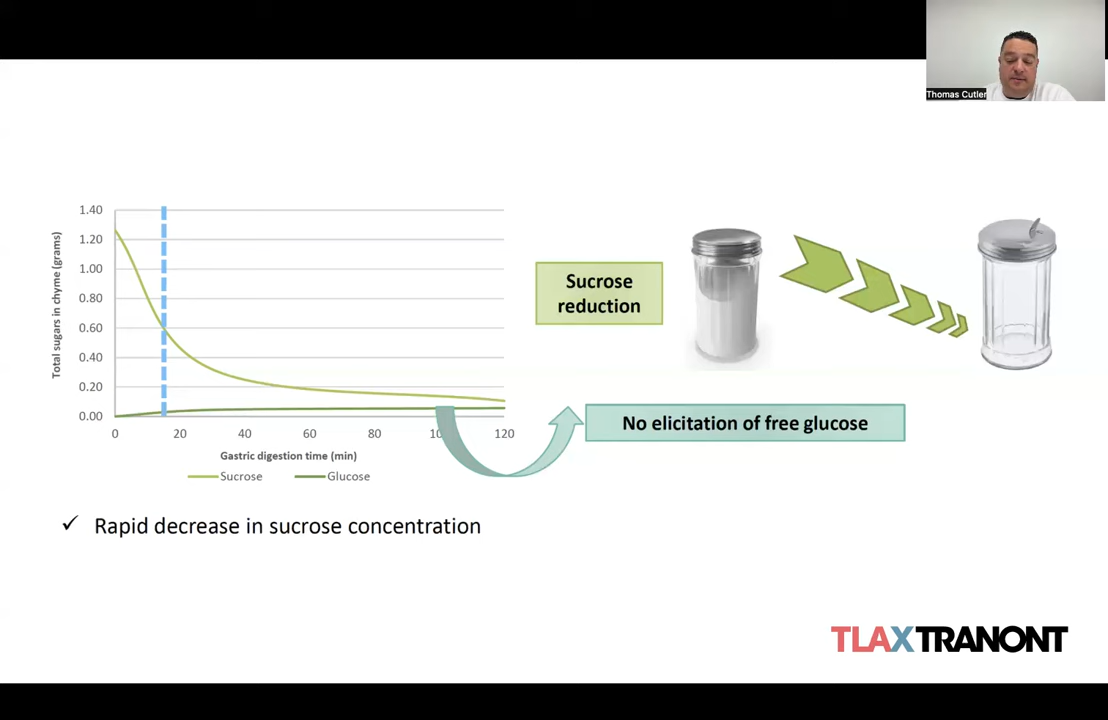 Thomas Cutler
Total sugars in chyme (grams)
1.40
1.20
1.00
0.80
0.60
0.40
0.20
0.00
0
20
40
60
80
120
Gastric digestion time (min)
Sucrose
Glucose
Sucrose
reduction
No elicitation of free glucose
✓ Rapid decrease in sucrose concentration
TLAXTRANONT